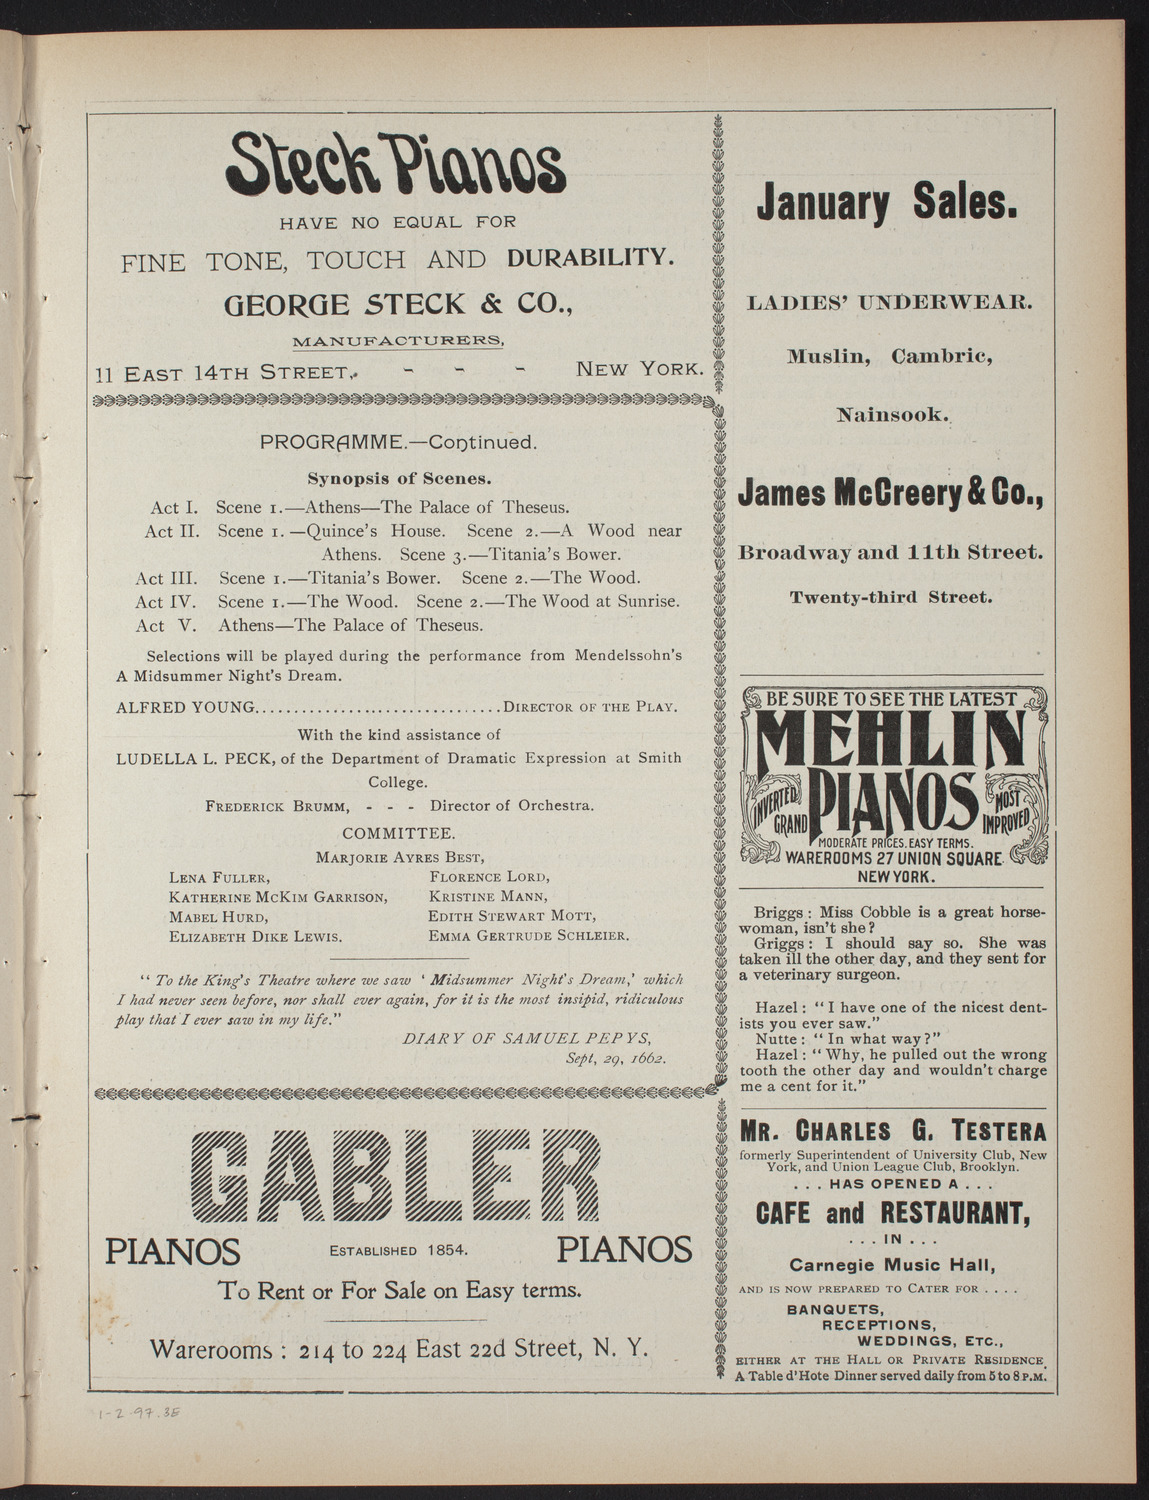 Steck Pianos
HAVE NO EQUAL FOR
FINE TONE, TOUCH AND DURABILITY.
GEORGE STECK & CO.,
MANUFACTURERS,
11 EAST 14TH STREET, - - - NEW YORK.
PROGRAMME.—Continued.
Synopsis of Scenes.
Act I. Scene 1.—Athens—The Palace of Theseus.
Act II. Scene 1.—Quince's House. Scene 2.—A Wood near
Athens. Scene 3.—Titania's Bower.
Act III. Scene 1.—Titania's Bower. Scene 2.—The Wood.
Act IV. Scene 1.—The Wood. Scene 2.—The Wood at Sunrise.
Act V. Athens—The Palace of Theseus.
Selections will be played during the performance from Mendelssohn's
A Midsummer Night's Dream.
ALFRED YOUNG..............................DIRECTOR OF THE PLAY.
With the kind assistance of
LUDELLA L. PECK, of the Department of Dramatic Expression at Smith
College.
FREDERICK BRUMM, - - - Director of Orchestra.
COMMITTEE.
MARJORIE AYRES BEST,
LENA FULLER, FLORENCE LORD,
KATHERINE MCKIM GARRISON, KRISTINE MANN,
MABEL HURD, EDITH STEWART MOTT,
ELIZABETH DIKE LEWIS. EMMA GERTRUDE SCHLEIER.
" To the King's Theatre where we saw ' Midsummer Night's Dream,' which
I had never seen before, nor shall ever again, for it is the most insipid, ridiculous
play that I ever saw in my life."
DIARY OF SAMUEL PEPYS,
Sept, 29, 1662.
GABLER
PIANOS ESTABLISHED 1854. PIANOS
To Rent or For Sale on Easy terms.
Warerooms : 214 to 224 East 22d Street, N. Y.
January Sales.
LADIES' UNDERWEAR.
Muslin, Cambric,
Nainsook.
James McCreery & Co.,
Broadway and 11th Street.
Twenty-third Street.
BE SURE TO SEE THE LATEST
MEHLIN
PIANOS
INVERTED
GRAND
MOST
IMPROVED
MODERATE PRICES. EASY TERMS.
WAREROOMS 27 UNION SQUARE
NEW YORK.
Briggs : Miss Cobble is a great horse-
woman, isn't she ?
Griggs : I should say so. She was
taken ill the other day, and they sent for
a veterinary surgeon.
Hazel : " I have one of the nicest dent-
ists you ever saw."
Nutte : " In what way ?"
Hazel : " Why, he pulled out the wrong
tooth the other day and wouldn't charge
me a cent for it."
MR. CHARLES G. TESTERA
formerly Superintendent of University Club, New
York, and Union League Club, Brooklyn.
. . . HAS OPENED A . . .
CAFE and RESTAURANT,
. . . IN . . .
Carnegie Music Hall,
AND IS NOW PREPARED TO CATER FOR . . . .
BANQUETS,
RECEPTIONS,
WEDDINGS, ETC.,
EITHER AT THE HALL OR PRIVATE RESIDENCE.
A Table d'Hote Dinner served daily from 5 to 8 P.M.
1-2-97.3E